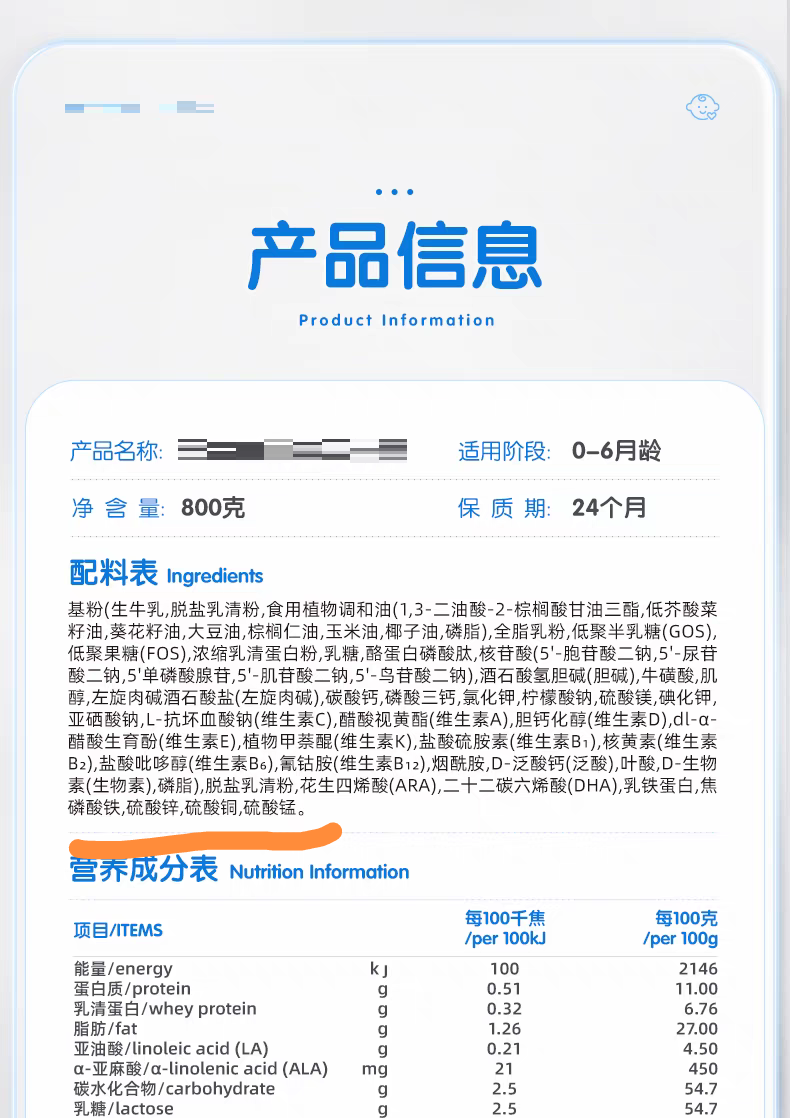 产品信息
Product Information
产品名称: 适用阶段: 0-6月龄
净含量: 800克 保质期: 24个月
配料表 Ingredients
基粉(生牛乳,脱盐乳清粉,食用植物调和油(1,3-二油酸-2-棕榈酸甘油三酯,低芥酸菜
籽油,葵花籽油,大豆油,棕榈仁油,玉米油,椰子油,磷脂),全脂乳粉,低聚半乳糖(GOS),
低聚果糖(FOS),浓缩乳清蛋白粉,乳糖,酪蛋白磷酸肽,核苷酸(5'-胞苷酸二钠,5'-尿苷
酸二钠,5'单磷酸腺苷,5'-肌苷酸二钠,5'-鸟苷酸二钠),酒石酸氢胆碱(胆碱),牛磺酸,肌
醇,左旋肉碱酒石酸盐(左旋肉碱),碳酸钙,磷酸三钙,氯化钾,柠檬酸钠,硫酸镁,碘化钾,
亚硒酸钠,L-抗坏血酸钠(维生素C),醋酸视黄酯(维生素A),胆钙化醇(维生素D),dl-α-
醋酸生育酚(维生素E),植物甲萘醌(维生素K),盐酸硫胺素(维生素B₁),核黄素(维生素
B₂),盐酸吡哆醇(维生素B₆),氰钴胺(维生素B₁₂),烟酰胺,D-泛酸钙(泛酸),叶酸,D-生物
素(生物素),磷脂),脱盐乳清粉,花生四烯酸(ARA),二十二碳六烯酸(DHA),乳铁蛋白,焦
磷酸铁,硫酸锌,硫酸铜,硫酸锰。
营养成分表 Nutrition Information
项目/ITEMS 每100千焦/per 100kJ 每100克/per 100g
能量/energy kJ 100 2146
蛋白质/protein g 0.51 11.00
乳清蛋白/whey protein g 0.32 6.76
脂肪/fat g 1.26 27.00
亚油酸/linoleic acid (LA) g 0.21 4.50
α-亚麻酸/α-linolenic acid (ALA) mg 21 450
碳水化合物/carbohydrate g 2.5 54.7
乳糖/lactose g 2.5 54.7